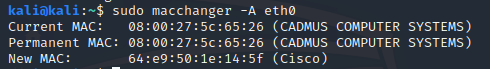 kali@kali:~$ sudo macchanger -A eth0
Current MAC:   08:00:27:5c:65:26 (CADMUS COMPUTER SYSTEMS)
Permanent MAC: 08:00:27:5c:65:26 (CADMUS COMPUTER SYSTEMS)
New MAC:       64:e9:50:1e:14:5f (Cisco)